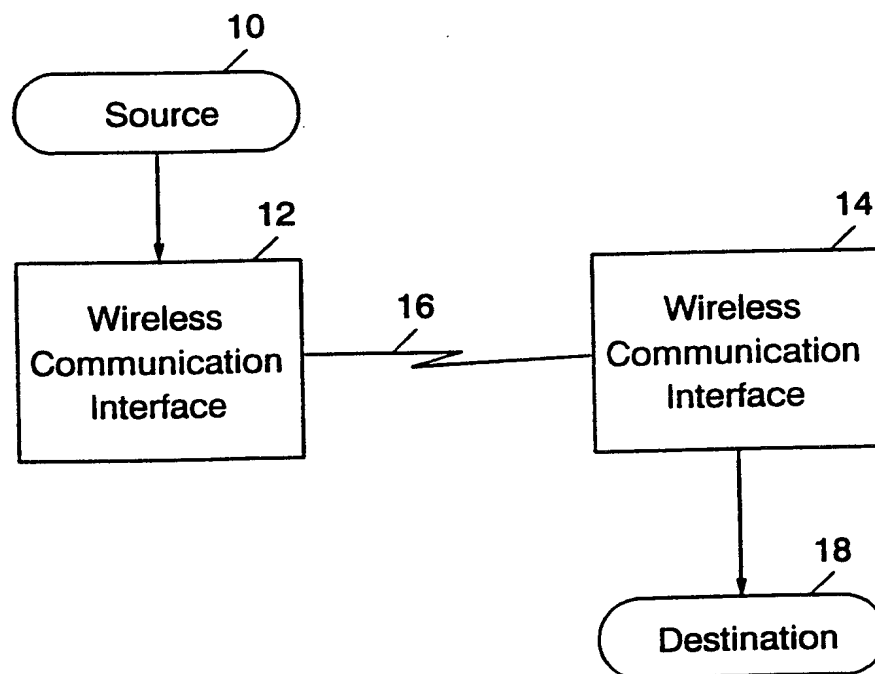 10
Source
12
Wireless
Communication
Interface
16
14
Wireless
Communication
Interface
18
Destination